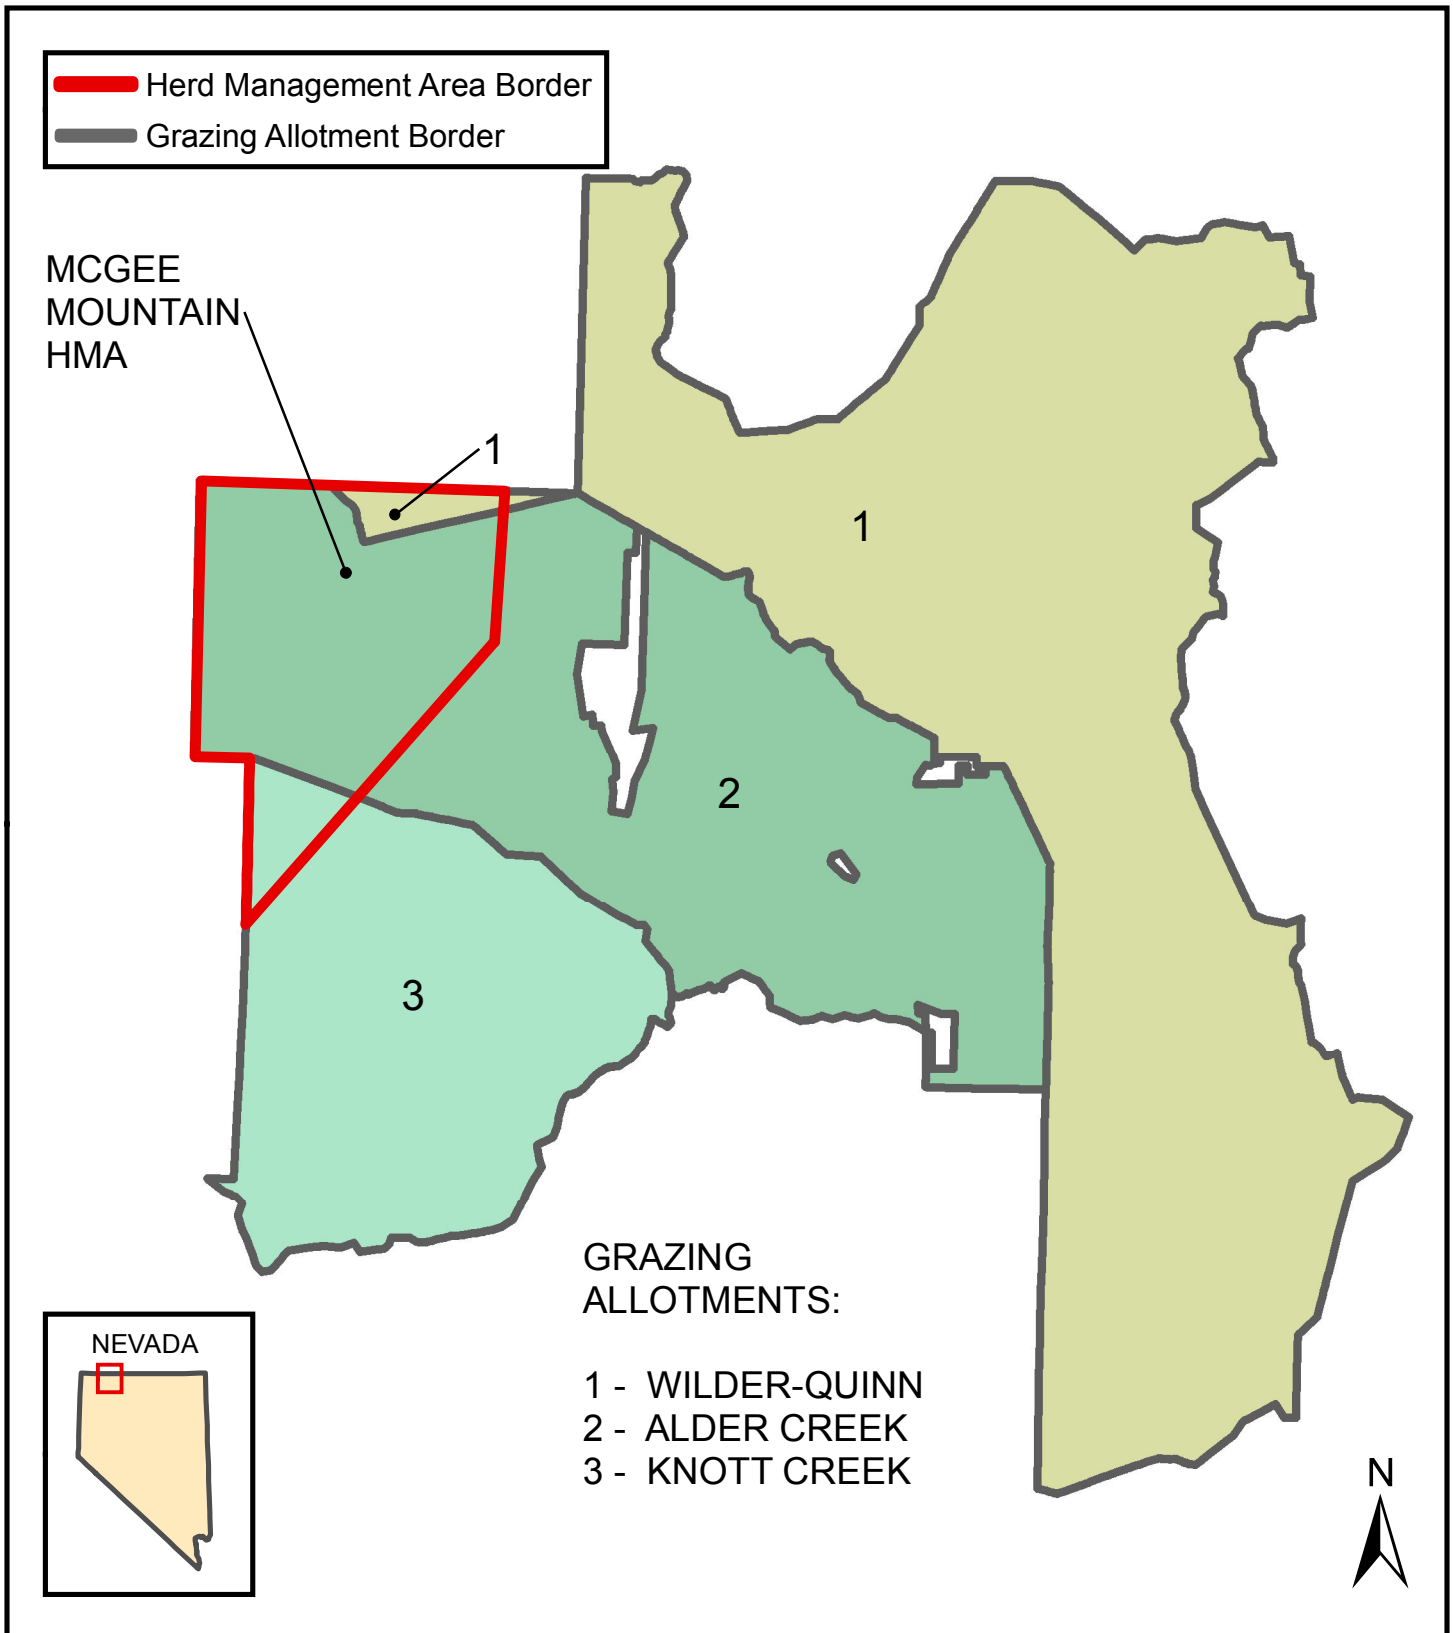 Herd Management Area Border
Grazing Allotment Border
MCGEE
MOUNTAIN
HMA
1
1
2
3
GRAZING
ALLOTMENTS:
1 - WILDER-QUINN
2 - ALDER CREEK
3 - KNOTT CREEK
NEVADA
N